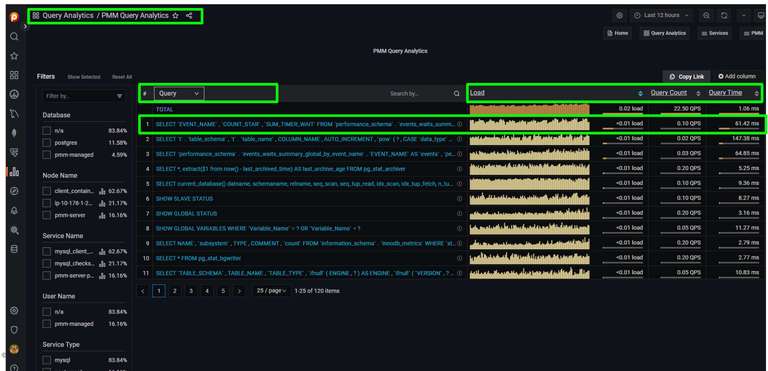 Query Analytics / PMM Query Analytics
Last 12 hours
Home
Query Analytics
Services
PMM
PMM Query Analytics
Filters
Show Selected
Reset All
Copy Link
Add column
Filter by...
# Query
Search by...
Load
Query Count
Query Time
TOTAL 0.02 load 22.50 QPS 1.06 ms
1 SELECT `EVENT_NAME` , `COUNT_STAR` , `SUM_TIMER_WAIT` FROM `performance_schema` . `events_waits_summ... <0.01 load 0.10 QPS 61.42 ms
2 SELECT `t` . `table_schema` , `t` . `table_name` , COLUMN_NAME , AUTO_INCREMENT , `pow` ( ? , CASE `data_type` ... <0.01 load 0.02 QPS 147.38 ms
3 SELECT `performance_schema` . `events_waits_summary_global_by_event_name` . `EVENT_NAME` AS `events` , `pe... <0.01 load 0.03 QPS 64.85 ms
4 SELECT *, extract($1 from now() - last_archived_time) AS last_archive_age FROM pg_stat_archiver <0.01 load 0.20 QPS 5.25 ms
5 SELECT current_database() datname, schemaname, relname, seq_scan, seq_tup_read, idx_scan, idx_tup_fetch, n_tu... <0.01 load 0.10 QPS 9.36 ms
6 SHOW SLAVE STATUS <0.01 load 0.10 QPS 8.27 ms
7 SHOW GLOBAL STATUS <0.01 load 0.20 QPS 3.16 ms
8 SHOW GLOBAL VARIABLES WHERE `Variable_Name` = ? OR `Variable_Name` = ? <0.01 load 0.05 QPS 11.27 ms
9 SELECT NAME , `subsystem` , TYPE , COMMENT , `count` FROM `information_schema` . `innodb_metrics` WHERE `st... <0.01 load 0.20 QPS 2.79 ms
10 SELECT * FROM pg_stat_bgwriter <0.01 load 0.20 QPS 2.77 ms
11 SELECT `TABLE_SCHEMA` , `TABLE_NAME` , `TABLE_TYPE` , `ifnull` ( ENGINE , ? ) AS ENGINE , `ifnull` ( `VERSION` , ? ... <0.01 load 0.05 QPS 10.83 ms
1 2 3 4 5
25 / page
1-25 of 120 items
Database
n/a 83.84%
postgres 11.58%
pmm-managed 4.59%
Node Name
client_contain... 62.67%
ip-10-178-1-2... 21.17%
pmm-server 16.16%
Service Name
mysql_client_... 62.67%
mysql_checks... 21.17%
pmm-server-p... 16.16%
User Name
n/a 83.84%
pmm-managed 16.16%
Service Type
mysql 83.84%